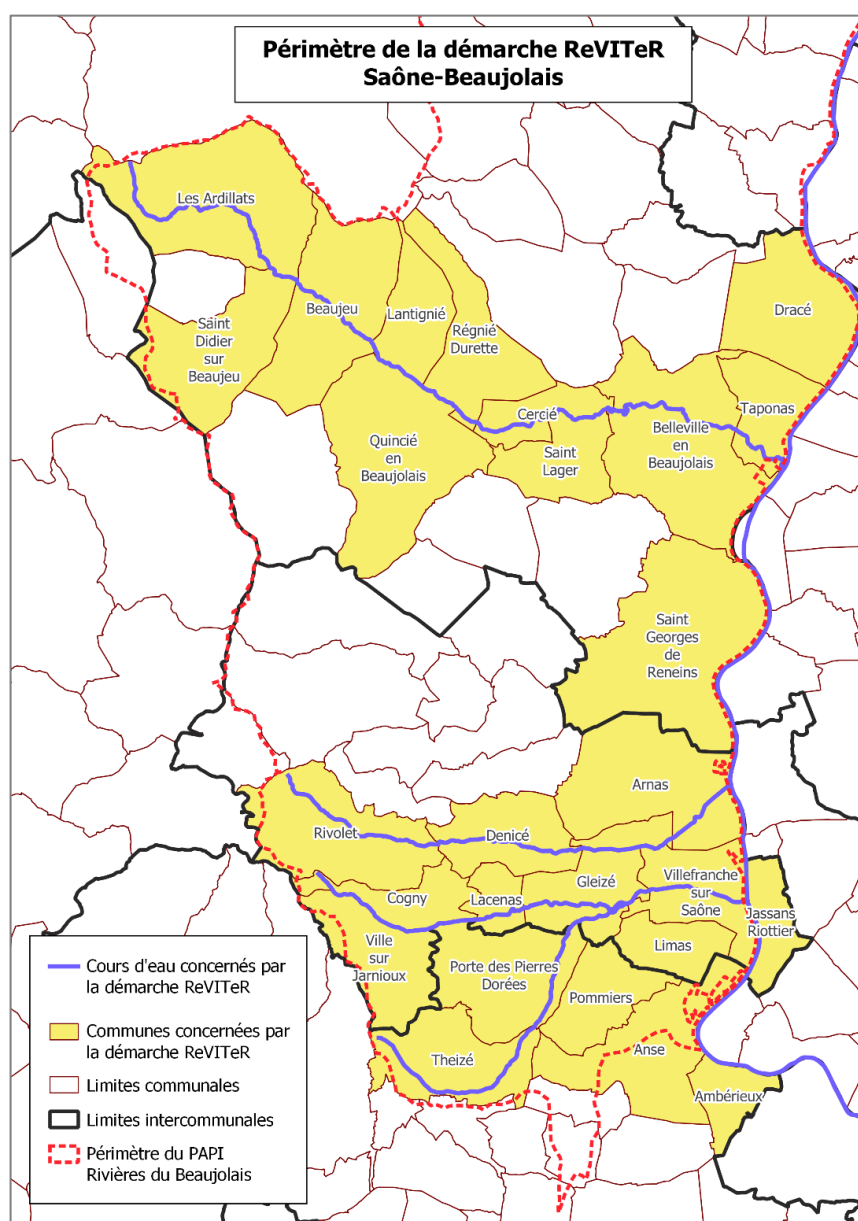 Périmètre de la démarche ReVITeR
Saône-Beaujolais
Les Ardillats
Beaujeu
Lantignié
Régnié
Durette
Dracé
Saint
Didier
sur
Beaujeu
Taponas
Cercié
Belleville
en
Beaujolais
Quincié
en
Beaujolais
Saint
Lager
Saint
Georges
de
Reneins
Arnas
Rivolet
Denicé
Gleizé
Villefranche
sur
Saône
Cogny
Lacenas
Jassans
Riottier
Ville
sur
Jarnioux
Limas
Porte des Pierres
Dorées
Pommiers
Theizé
Anse
Ambérieux
Cours d'eau concernés par
la démarche ReVITeR
Communes concernées par
la démarche ReVITeR
Limites communales
Limites intercommunales
Périmètre du PAPI
Rivières du Beaujolais